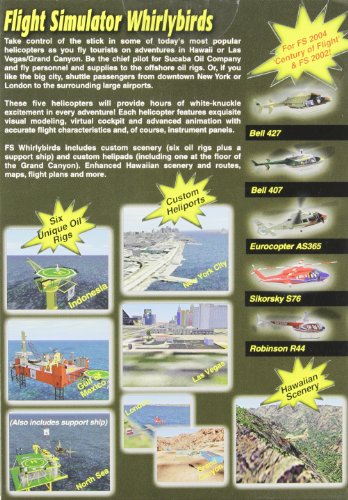 Flight Simulator Whirlybirds
Take control of the stick in some of today's most popular
helicopters as you fly tourists on adventures in Hawaii or Las
Vegas/Grand Canyon. Be the chief pilot for Sucaba Oil Company
and fly personnel and supplies to the offshore oil rigs. Or, if you
like the big city, shuttle passengers from downtown New York or
London to the surrounding large airports.
These five helicopters will provide hours of white-knuckle
excitement in every adventure! Each helicopter features exquisite
visual modeling, virtual cockpit and advanced animation with
accurate flight characteristics and, of course, instrument panels.
FS Whirlybirds includes custom scenery (six oil rigs plus a
support ship) and custom helipads (including one at the floor of
the Grand Canyon). Enhanced Hawaiian scenery and routes,
maps, flight plans and more.
For FS 2004
Century of Flight
& FS 2002!
Bell 427
Bell 407
Eurocopter AS365
Sikorsky S76
Robinson R44
Six
Unique Oil
Rigs
Indonesia
Gulf of
Mexico
(Also includes support ship)
North Sea
Custom
Heliports
New York City
Las Vegas
London
Grand
Canyon
Hawaiian
Scenery